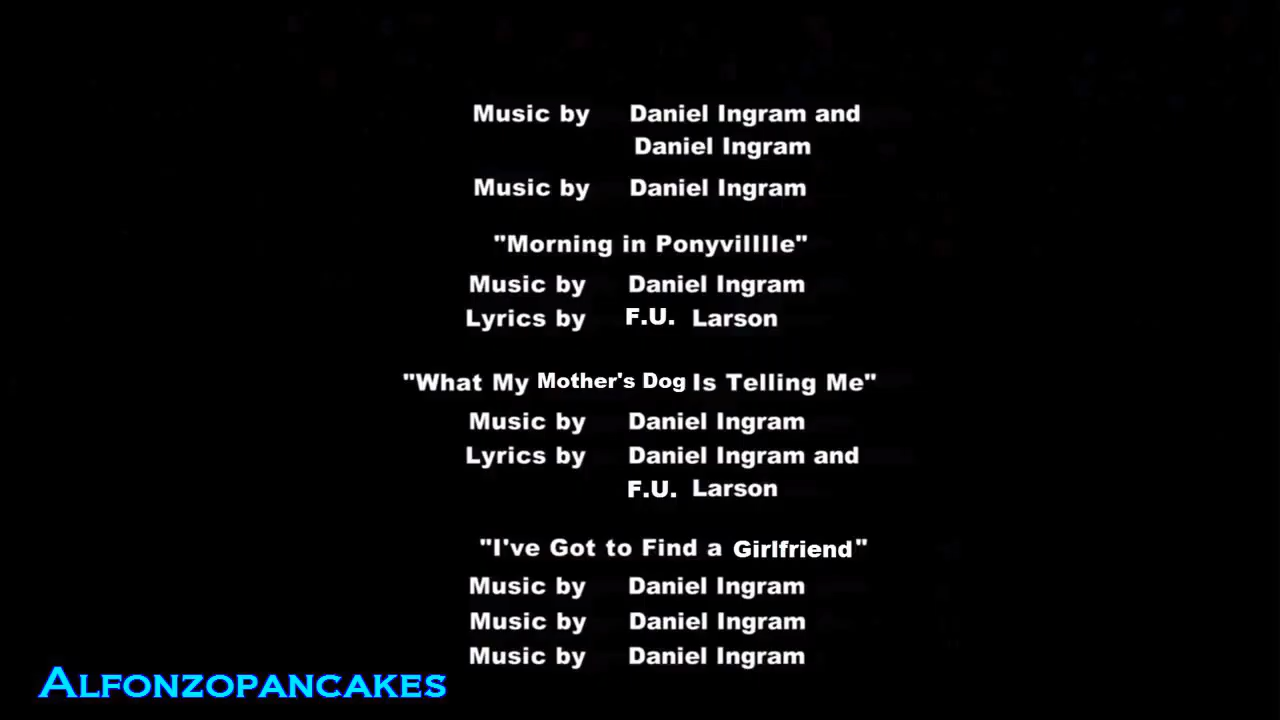 Music by Daniel Ingram and
Daniel Ingram
Music by Daniel Ingram
"Morning in Ponyvilllle"
Music by Daniel Ingram
Lyrics by F.U. Larson
"What My Mother's Dog Is Telling Me"
Music by Daniel Ingram
Lyrics by Daniel Ingram and
F.U. Larson
"I've Got to Find a Girlfriend"
Music by Daniel Ingram
Music by Daniel Ingram
Music by Daniel Ingram
Alfonzopancakes